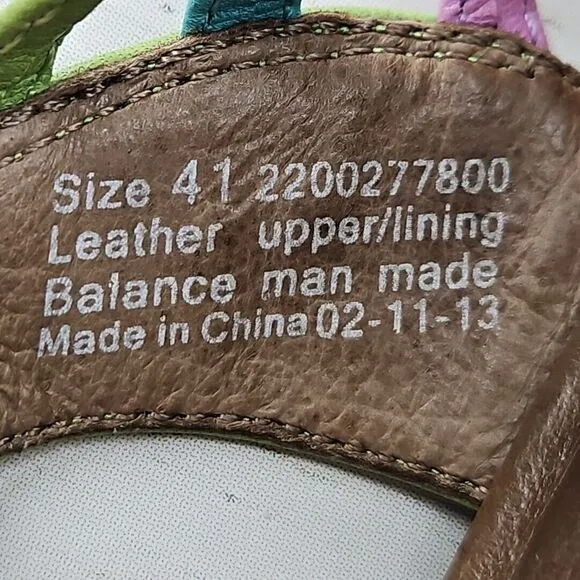 Size 41 2200277800
Leather upper/lining
Balance man made
Made in China 02-11-13